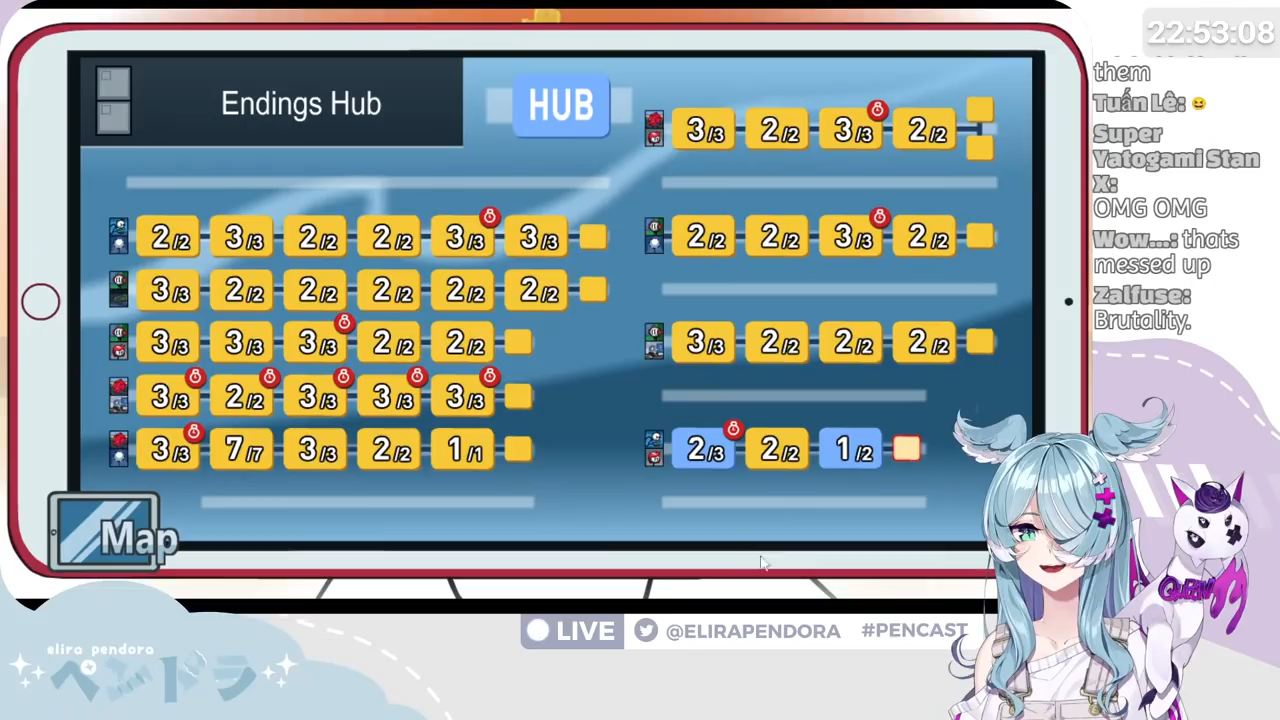 22:53:08
Endings Hub
HUB
3/3 2/2 3/3 2/2
2/2 3/3 2/2 2/2 3/3 3/3
2/2 2/2 3/3 2/2
3/3 2/2 2/2 2/2 2/2 2/2
3/3 3/3 3/3 2/2 2/2
3/3 2/2 2/2 2/2
3/3 2/2 3/3 3/3 3/3
3/3 7/7 3/3 2/2 1/1
2/3 2/2 1/2
Map
them
Tuấn Lê: 😆
Super
Yatogami Stan
X:
OMG OMG
Wow...: thats
messed up
Zalfuse:
Brutality.
LIVE
@ELIRAPENDORA
#PENCAST
elira pendora
ペンドラ